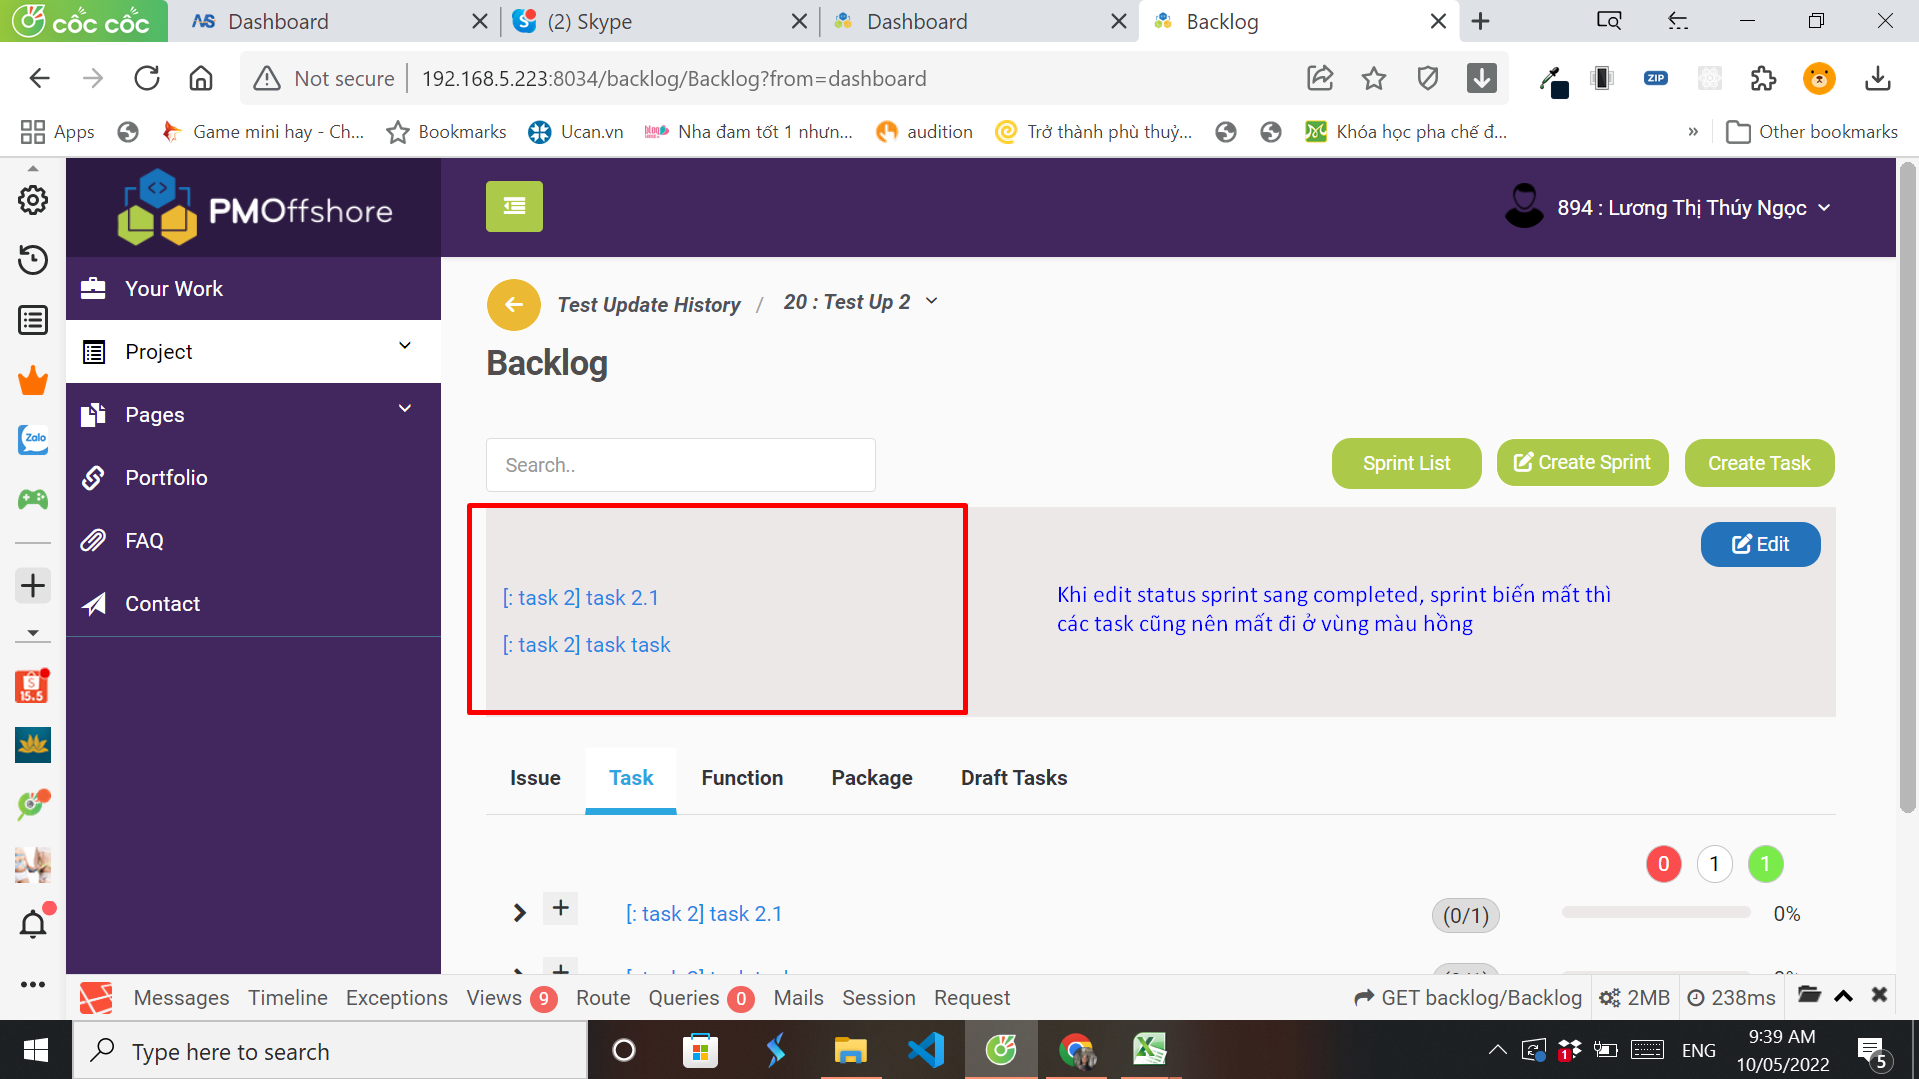 cốc cốc
Dashboard
(2) Skype
Dashboard
Backlog
Not secure
192.168.5.223:8034/backlog/Backlog?from=dashboard
ZIP
Apps
Game mini hay - Ch...
Bookmarks
Ucan.vn
Nha đam tốt 1 nhưn...
audition
Trở thành phù thuỷ...
Khóa học pha chế đ...
»
Other bookmarks
PMOffshore
894 : Lương Thị Thúy Ngọc
Your Work
Project
Pages
Portfolio
FAQ
Contact
Zalo
15.5
Test Update History / 20 : Test Up 2
Backlog
Search..
Sprint List
Create Sprint
Create Task
Edit
[: task 2] task 2.1
[: task 2] task task
Khi edit status sprint sang completed, sprint biến mất thì
các task cũng nên mất đi ở vùng màu hồng
Issue
Task
Function
Package
Draft Tasks
0
1
1
[: task 2] task 2.1
(0/1)
0%
Messages
Timeline
Exceptions
Views 9
Route
Queries 0
Mails
Session
Request
GET backlog/Backlog
2MB
238ms
Type here to search
1
ENG
9:39 AM
10/05/2022
5